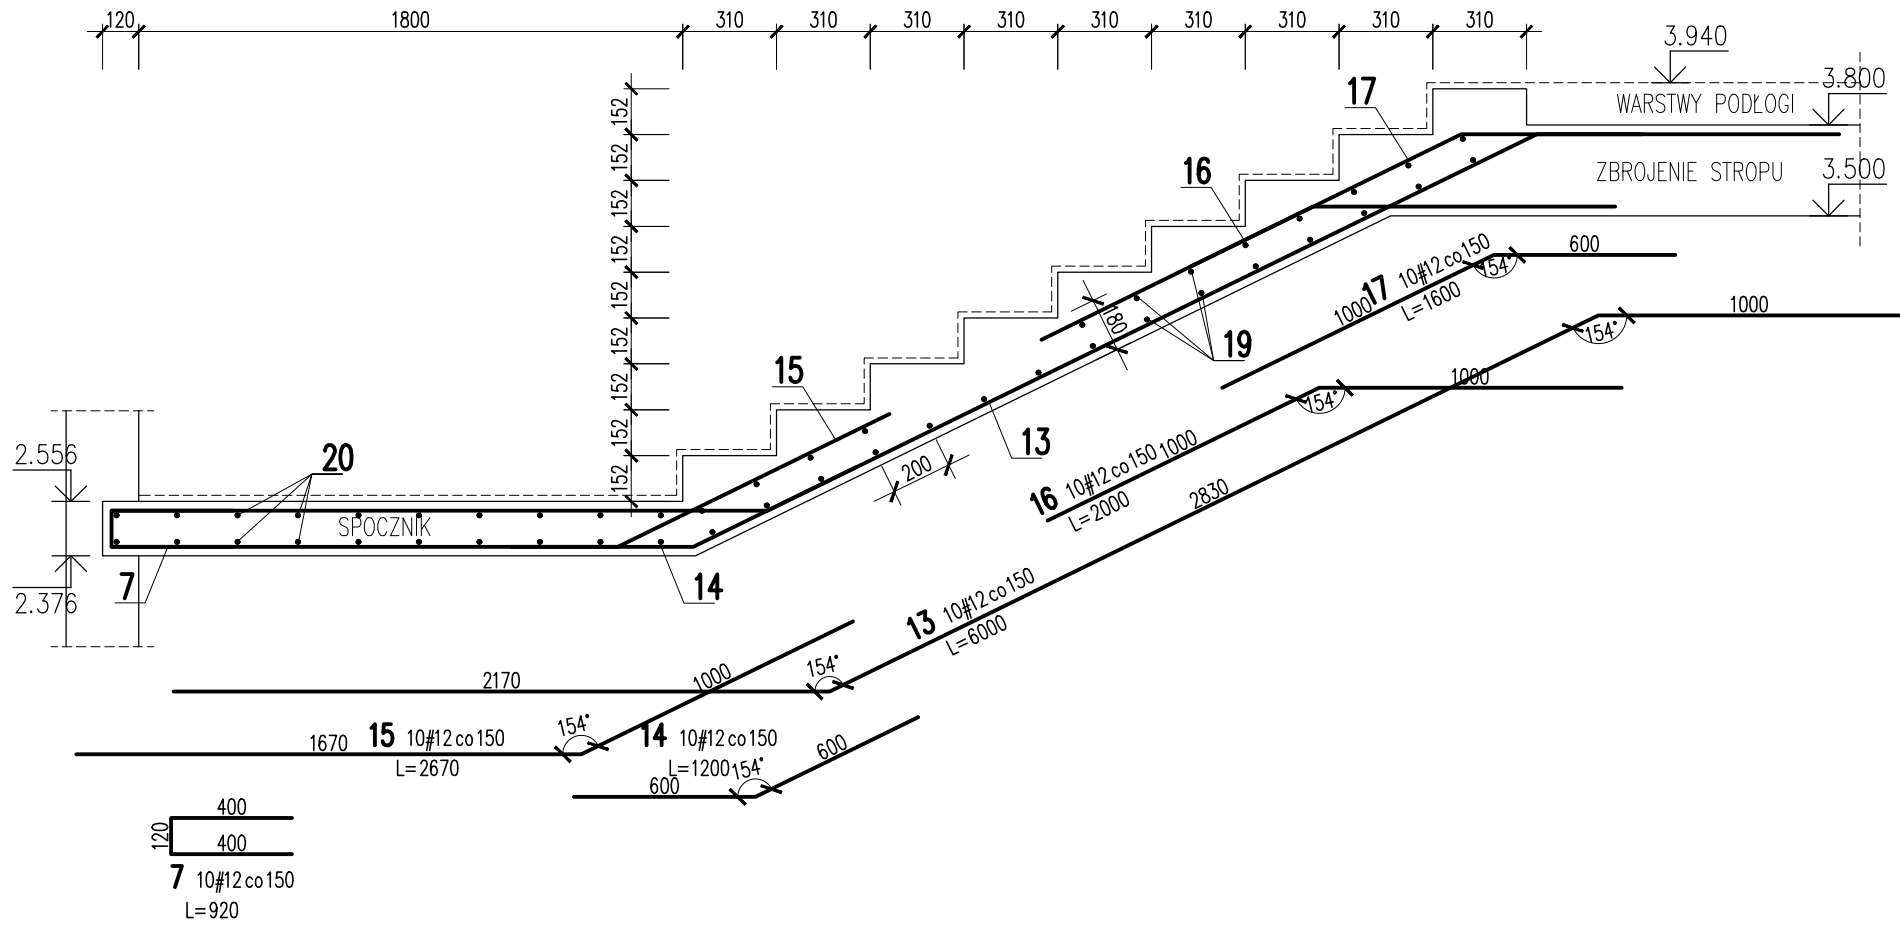 120 1800 310 310 310 310 310 310 310 310 310
3.940
3.800
WARSTWY PODŁOGI
17
152
152
152
152
152
152
152
152
152
16
ZBROJENIE STROPU
3.500
600
154°
10#12 co 150
17
L=1600
1000
180
19
1000
154°
15
1000
154°
13
200
1000
16 10#12 co 150
L=2000
2830
2.556
20
SPOCZNIK
7
14
2.376
13 10#12 co 150
L=6000
2170
1000
154°
15 10#12 co 150
L=2670
1670
154°
14 10#12 co 150
L=1200
154°
600
600
400
120
400
7 10#12 co 150
L=920